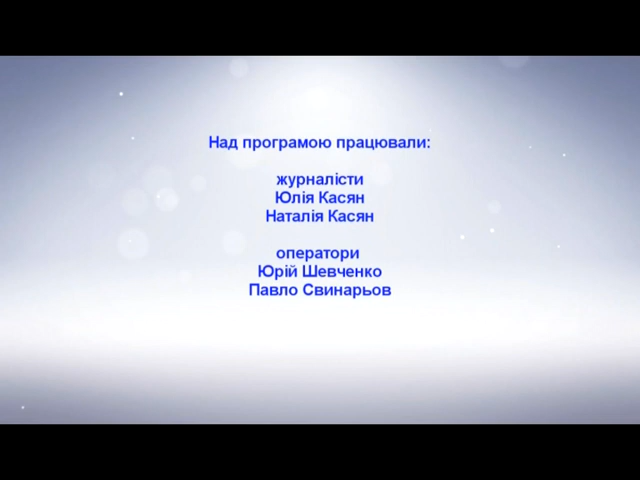 Над програмою працювали:
журналісти
Юлія Касян
Наталія Касян
оператори
Юрій Шевченко
Павло Свинарьов